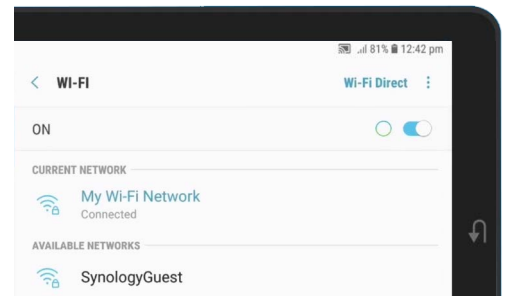 81% 12:42 pm
WI-FI Wi-Fi Direct
ON
CURRENT NETWORK
My Wi-Fi Network
Connected
AVAILABLE NETWORKS
SynologyGuest